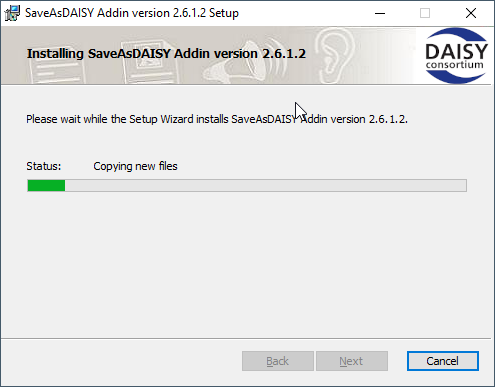 SaveAsDAISY Addin version 2.6.1.2 Setup
Installing SaveAsDAISY Addin version 2.6.1.2
DAISY
consortium
Please wait while the Setup Wizard installs SaveAsDAISY Addin version 2.6.1.2.
Status: Copying new files
Back Next Cancel